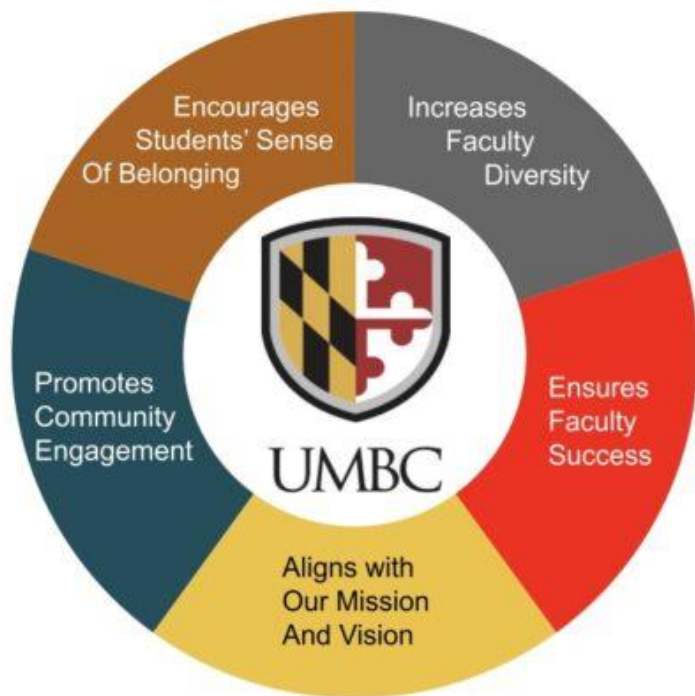 Encourages
Students' Sense
Of Belonging
Increases
Faculty
Diversity
Promotes
Community
Engagement
Ensures
Faculty
Success
UMBC
Aligns with
Our Mission
And Vision